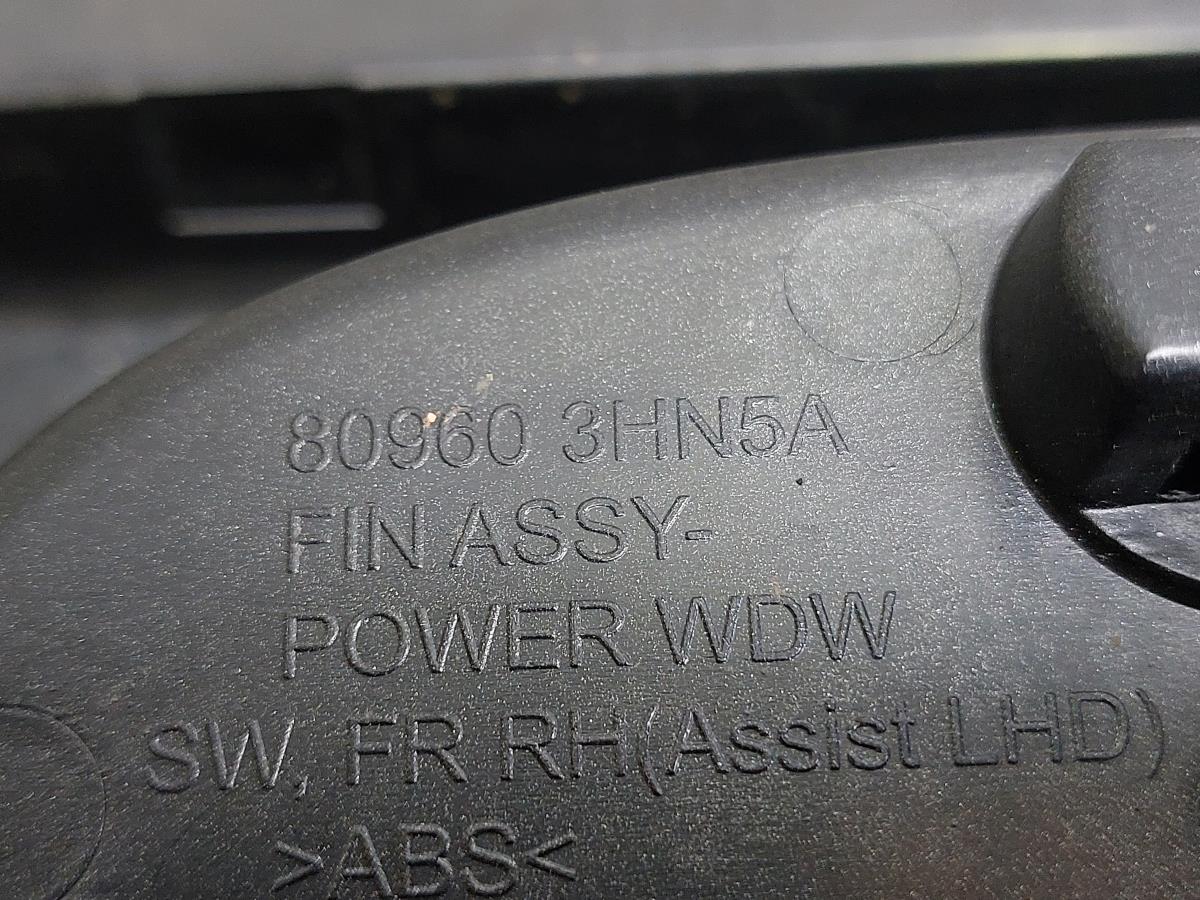 80960 3HN5A
FIN ASSY-
POWER WDW
SW, FR RH(Assist LHD)
>ABS<